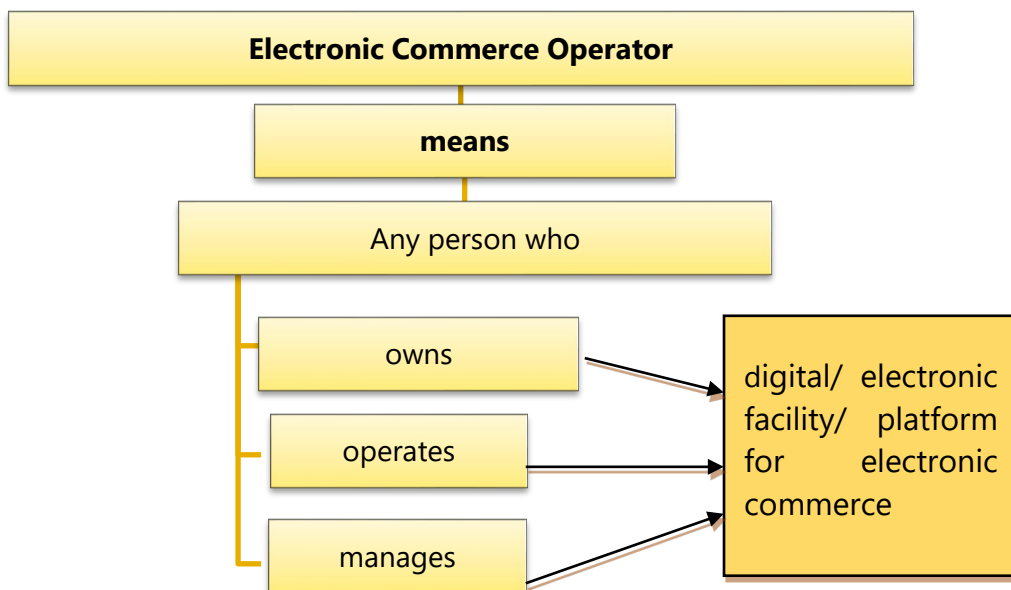 Electronic Commerce Operator
means
Any person who
owns
operates
manages
digital/ electronic
facility/ platform
for electronic
commerce